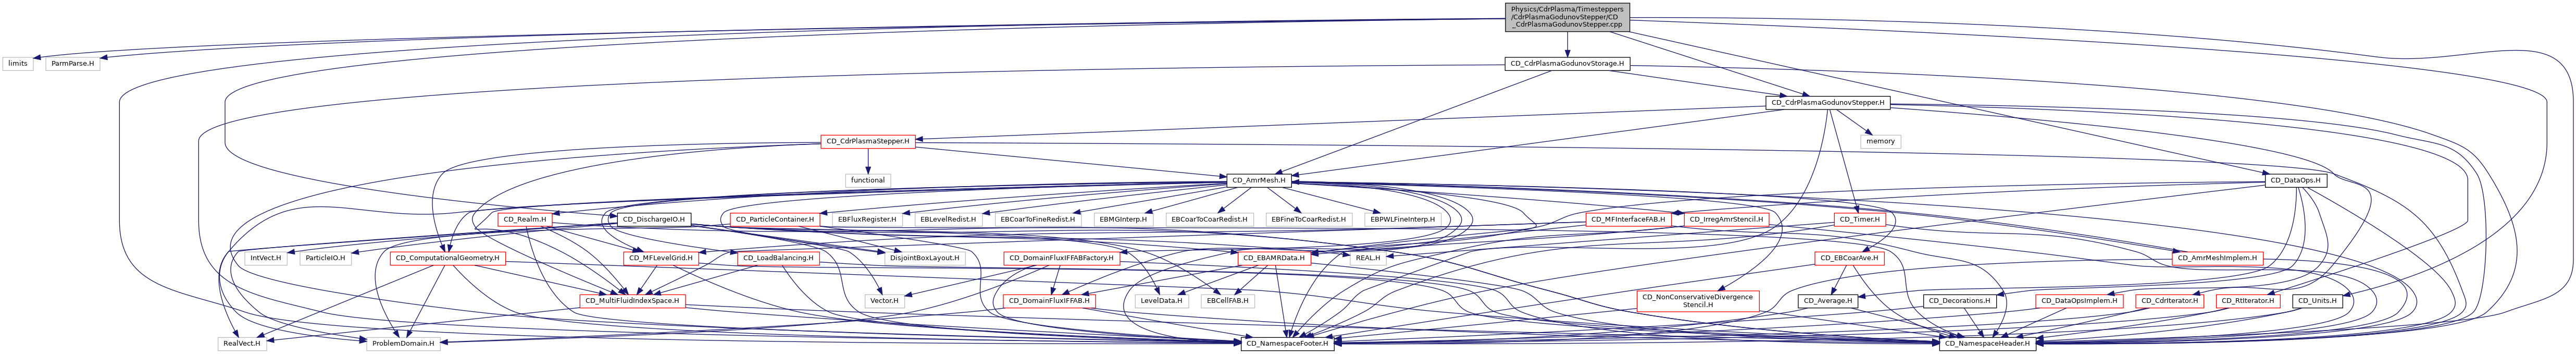 Physics/CdrPlasma/Timesteppers
/CdrPlasmaGodunovStepper/CD
_CdrPlasmaGodunovStepper.cpp
limits
ParmParse.H
CD_CdrPlasmaGodunovStorage.H
CD_CdrPlasmaGodunovStepper.H
CD_CdrPlasmaStepper.H
memory
functional
CD_AmrMesh.H
CD_DataOps.H
CD_Realm.H
CD_DischargeIO.H
CD_ParticleContainer.H
EBFluxRegister.H
EBLevelRedist.H
EBCoarToFineRedist.H
EBMGInterp.H
EBCoarToCoarRedist.H
EBFineToCoarRedist.H
EBPWLFineInterp.H
CD_MFInterfaceFAB.H
CD_IrregAmrStencil.H
CD_Timer.H
IntVect.H
ParticleIO.H
CD_ComputationalGeometry.H
CD_MFLevelGrid.H
CD_LoadBalancing.H
DisjointBoxLayout.H
CD_DomainFluxIFFABFactory.H
CD_EBAMRData.H
REAL.H
CD_EBCoarAve.H
CD_AmrMeshImplem.H
CD_MultiFluidIndexSpace.H
Vector.H
CD_DomainFluxIFFAB.H
LevelData.H
EBCellFAB.H
CD_NonConservativeDivergence
Stencil.H
CD_Average.H
CD_Decorations.H
CD_DataOpsImplem.H
CD_CdrIterator.H
CD_RtIterator.H
CD_Units.H
RealVect.H
ProblemDomain.H
CD_NamespaceFooter.H
CD_NamespaceHeader.H